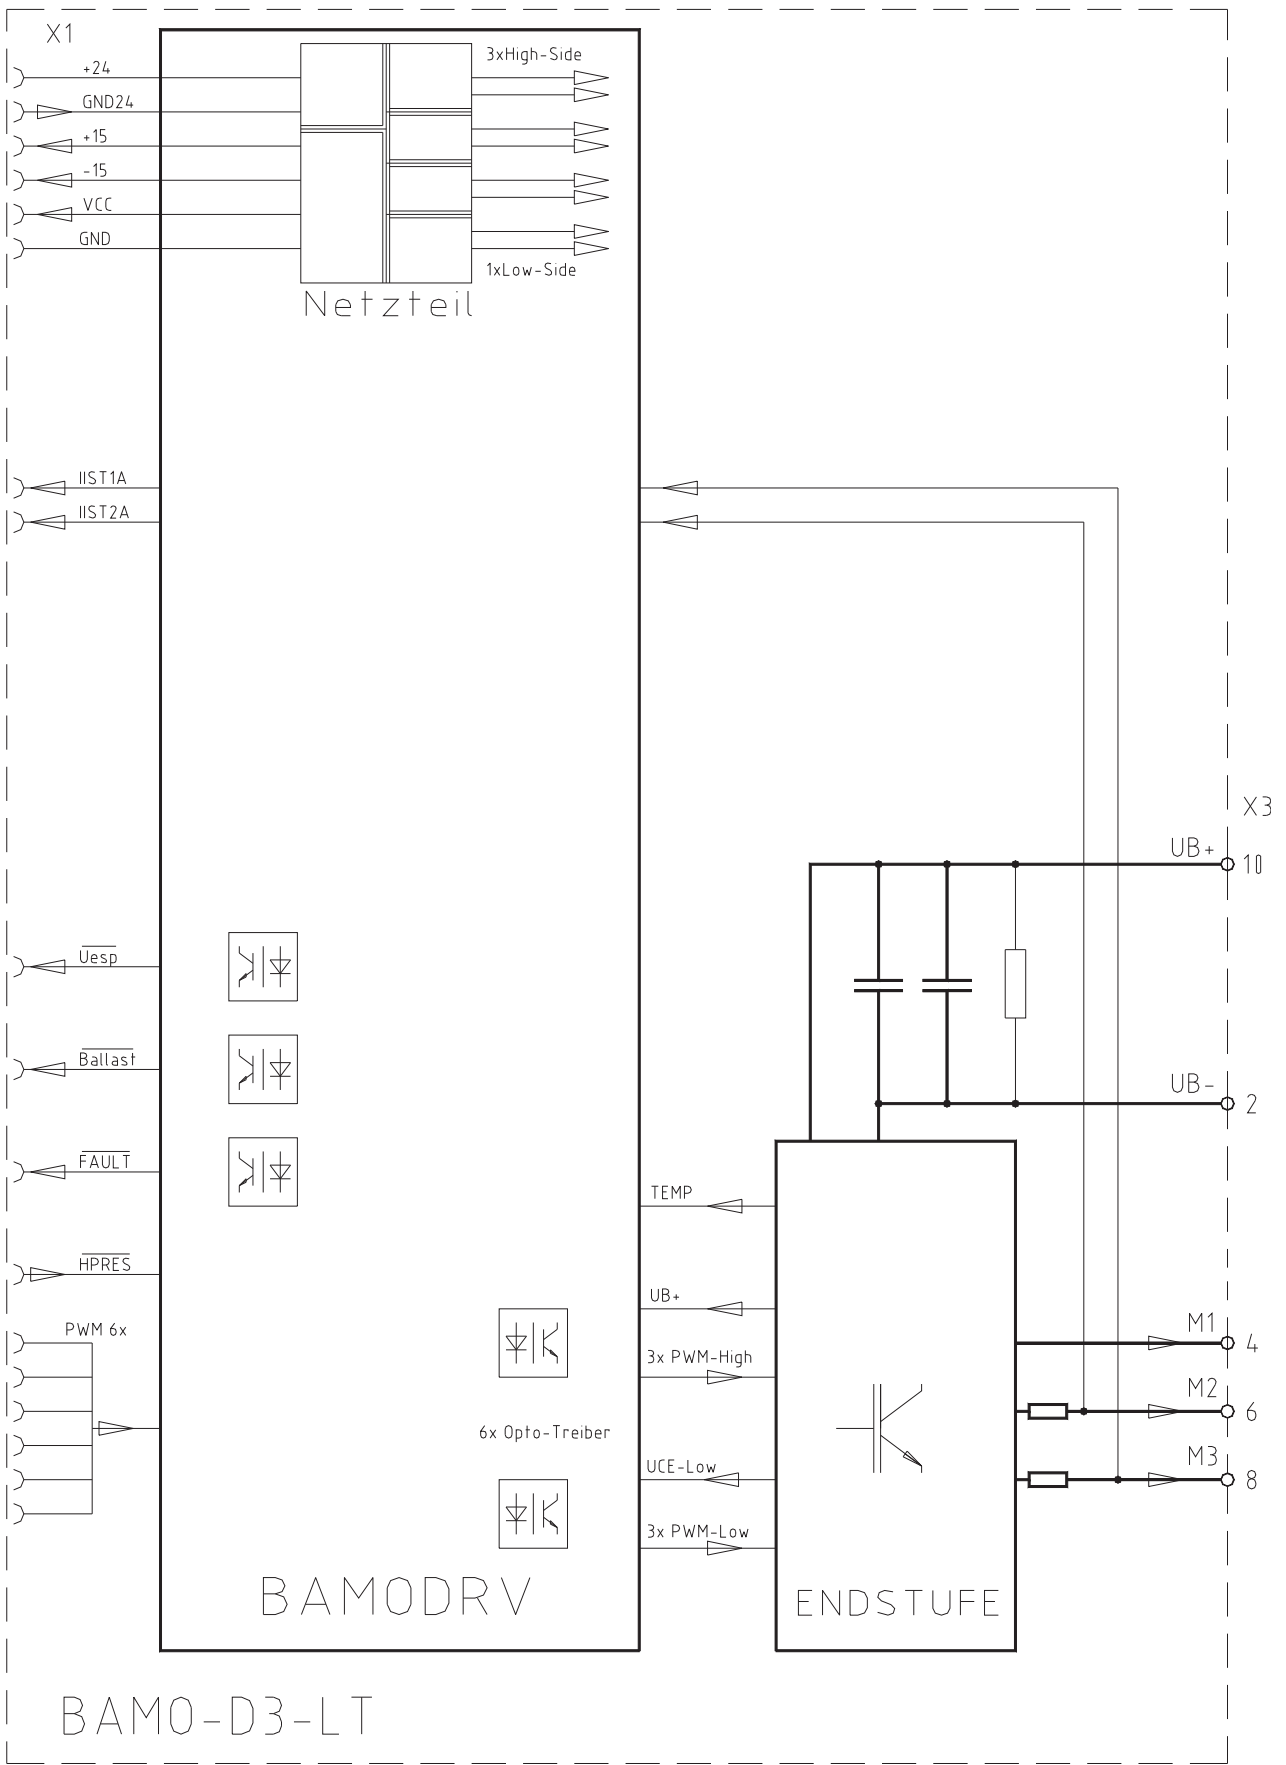 X1
3xHigh-Side
+24
GND24
+15
-15
VCC
GND
1xLow-Side
Netzteil
IIST1A
IIST2A
X3
UB+
10
Uesp
Ballast
UB-
2
FAULT
TEMP
HPRES
UB+
M1
4
PWM 6x
3x PWM-High
M2
6
6x Opto-Treiber
M3
UCE-Low
8
3x PWM-Low
BAMODRV
ENDSTUFE
BAMO-D3-LT